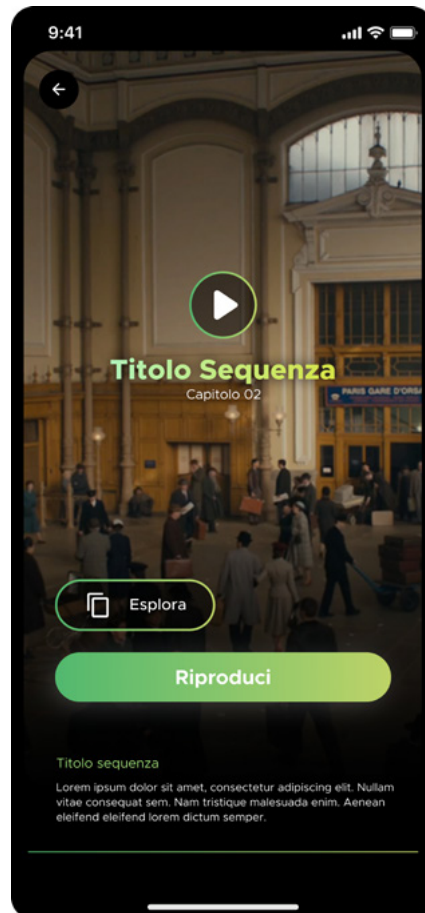 9:41
Titolo Sequenza
Capitolo 02
PARIS GARE D'ORSA
Esplora
Riproduci
Titolo sequenza
Lorem ipsum dolor sit amet, consectetur adipiscing elit. Nullam
vitae consequat sem. Nam tristique malesuada enim. Aenean
eleifend eleifend lorem dictum semper.